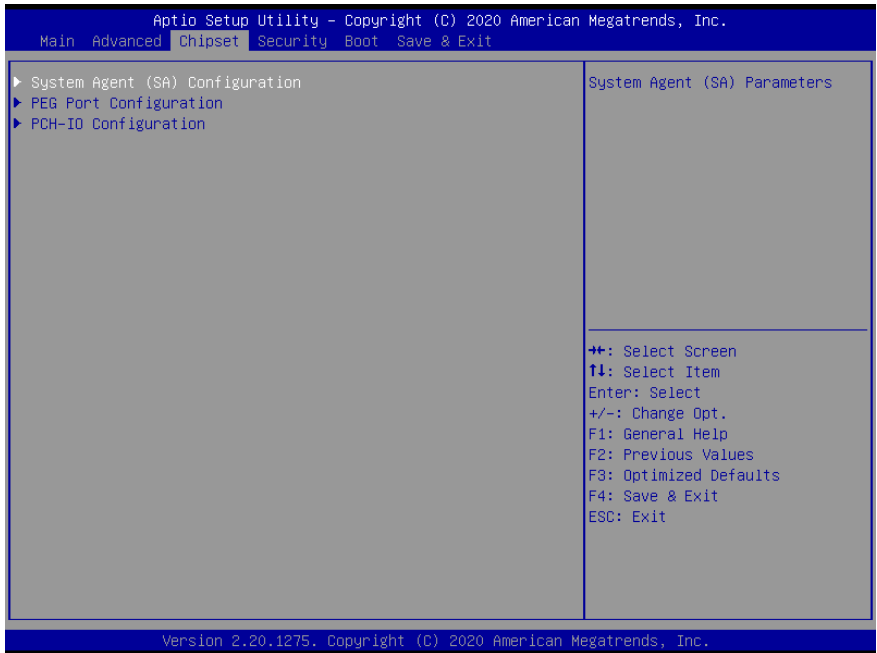 Aptio Setup Utility – Copyright (C) 2020 American Megatrends, Inc.
Main Advanced Chipset Security Boot Save & Exit
▶ System Agent (SA) Configuration
▶ PEG Port Configuration
▶ PCH-IO Configuration
System Agent (SA) Parameters
→←: Select Screen
↑↓: Select Item
Enter: Select
+/-: Change Opt.
F1: General Help
F2: Previous Values
F3: Optimized Defaults
F4: Save & Exit
ESC: Exit
Version 2.20.1275. Copyright (C) 2020 American Megatrends, Inc.